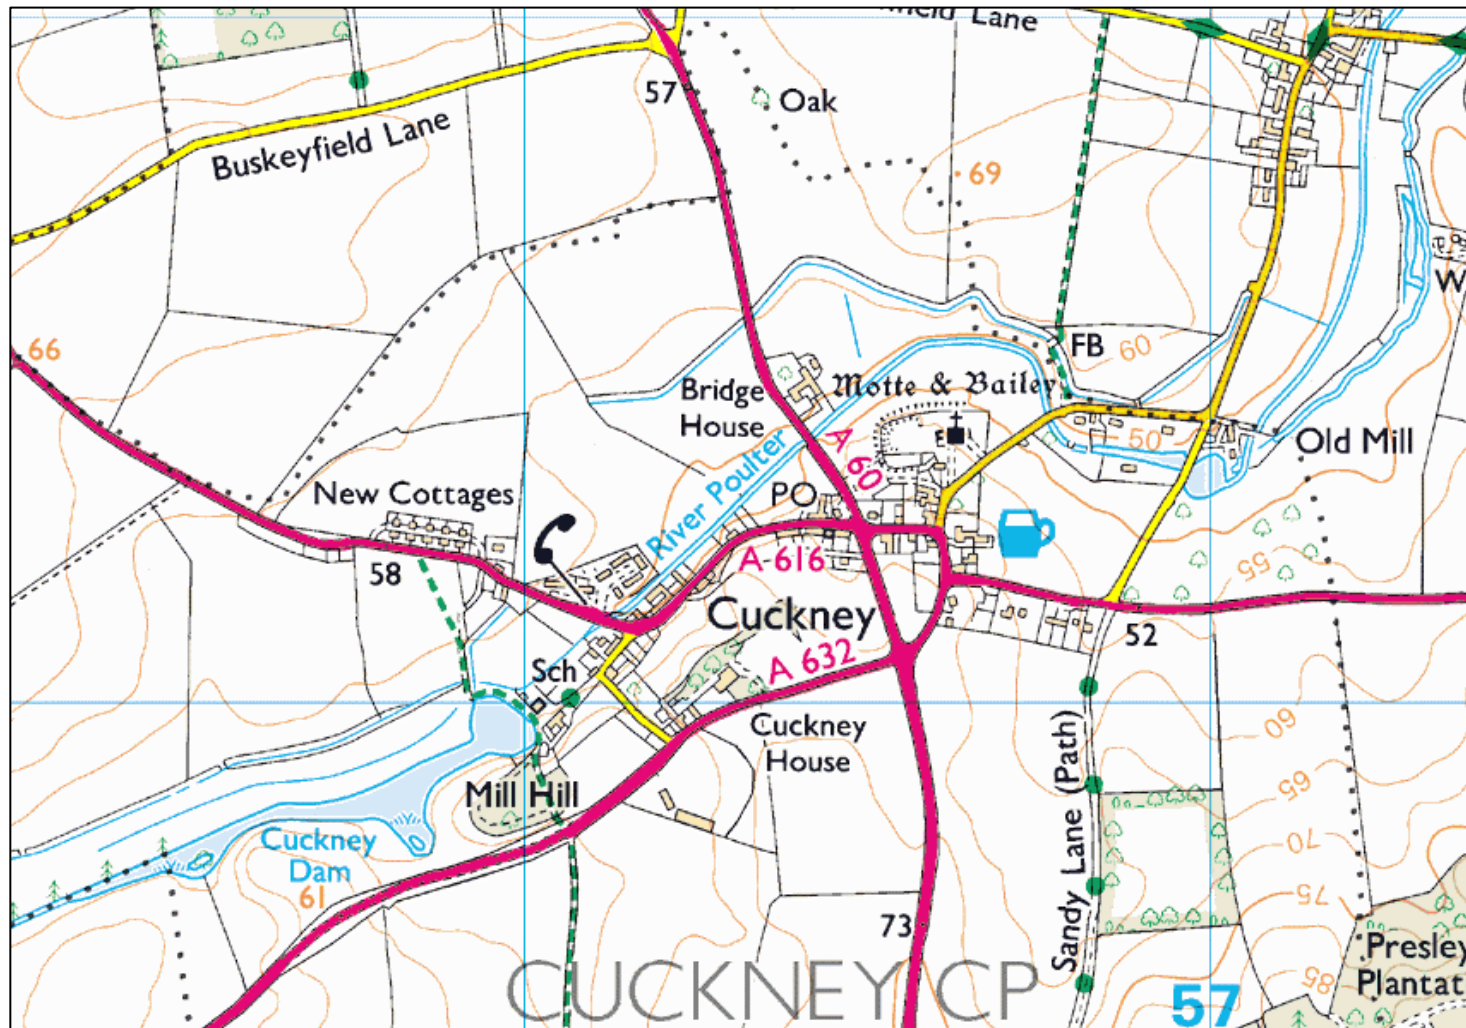 Lane
57
Oak
Buskeyfield Lane
69
66
FB
60
Bridge
House
Motte & Bailey
W
A 60
50
Old Mill
New Cottages
PO
River Poulter
58
A 616
55
Cuckney
52
Sch
A 632
Cuckney
House
60
Mill Hill
Sandy Lane (Path)
65
Cuckney
Dam
61
70
75
73
Presley
Plantat
85
CUCKNEY CP
57